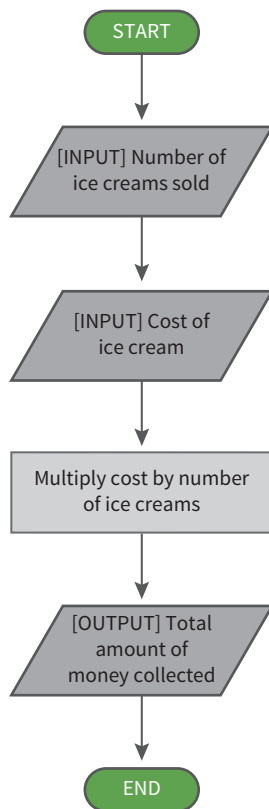 START
[INPUT] Number of
ice creams sold
[INPUT] Cost of
ice cream
Multiply cost by number
of ice creams
[OUTPUT] Total
amount of
money collected
END